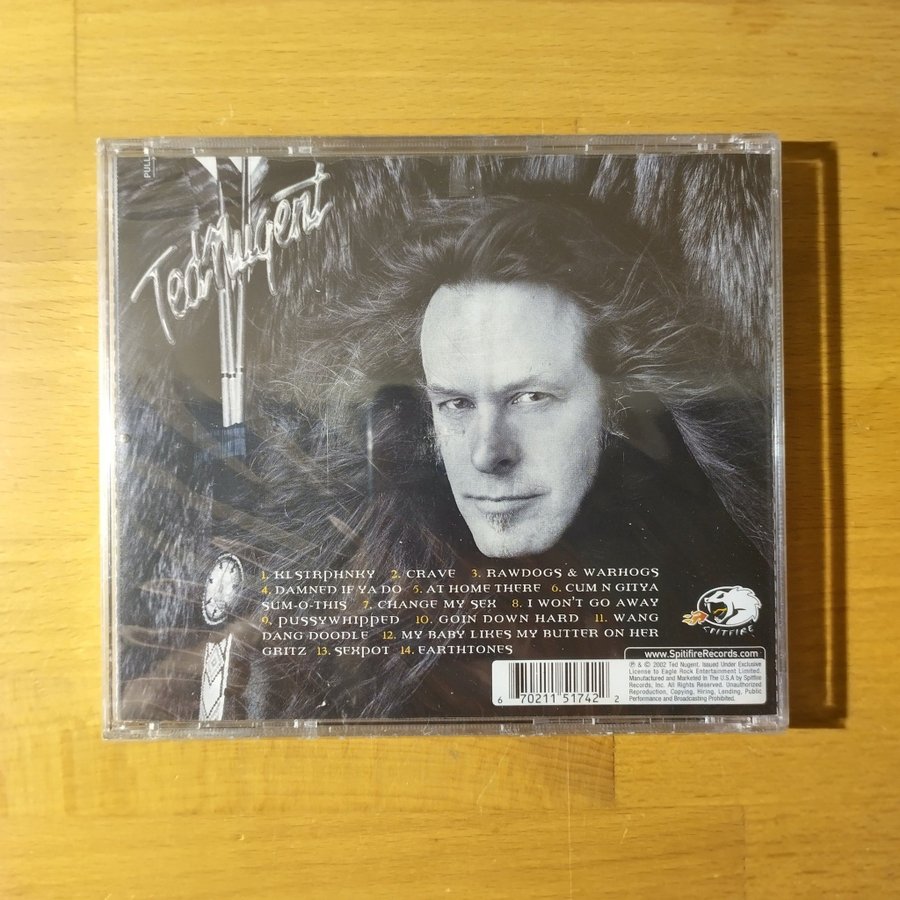 PULL
Ted Nugent
1. KLSTRPHNKY 2. CRAVE 3. RAWDOGS & WARHOGS
4. DAMNED IF YA DO 5. AT HOME THERE 6. CUM N GITYA
SUM-O-THIS 7. CHANGE MY SEX 8. I WON'T GO AWAY
9. PUSSYWHIPPED 10. GOIN DOWN HARD 11. WANG
DANG DOODLE 12. MY BABY LIKES MY BUTTER ON HER
GRITZ 13. SEXPOT 14. EARTHTONES
SPITFIRE
www.SpitfireRecords.com
℗ & © 2002 Ted Nugent. Issued Under Exclusive
License to Eagle Rock Entertainment Limited.
Manufactured and Marketed in The U.S.A by Spitfire
Records, Inc. All Rights Reserved. Unauthorized
Reproduction, Copying, Hiring, Lending, Public
Performance and Broadcasting Prohibited.
6 70211 51742 2